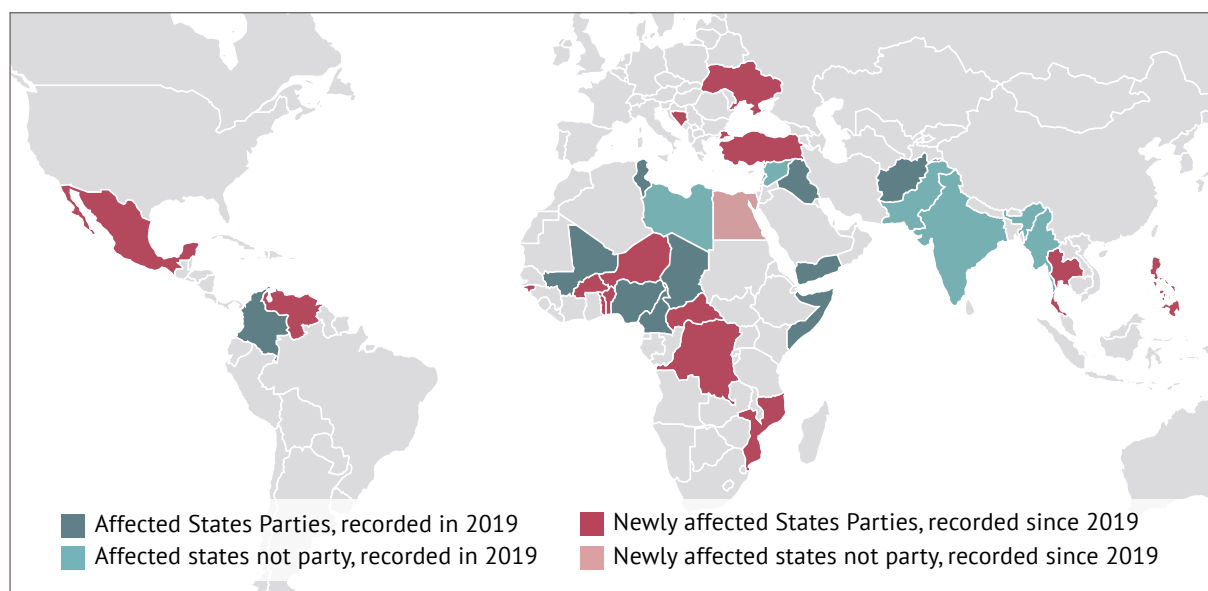 Affected States Parties, recorded in 2019
Affected states not party, recorded in 2019
Newly affected States Parties, recorded since 2019
Newly affected states not party, recorded since 2019